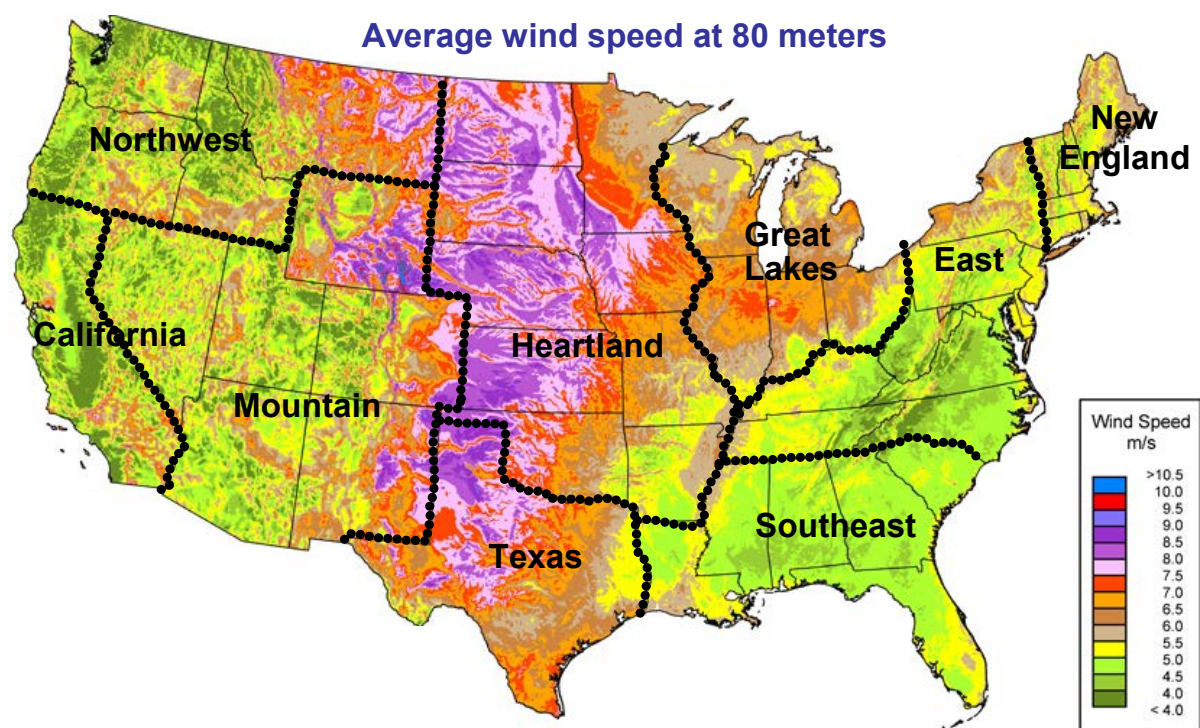 Average wind speed at 80 meters
New
England
Northwest
Great
Lakes
East
California
Heartland
Mountain
Southeast
Texas
Wind Speed
m/s
>10.5
10.0
9.5
9.0
8.5
8.0
7.5
7.0
6.5
6.0
5.5
5.0
4.5
4.0
< 4.0